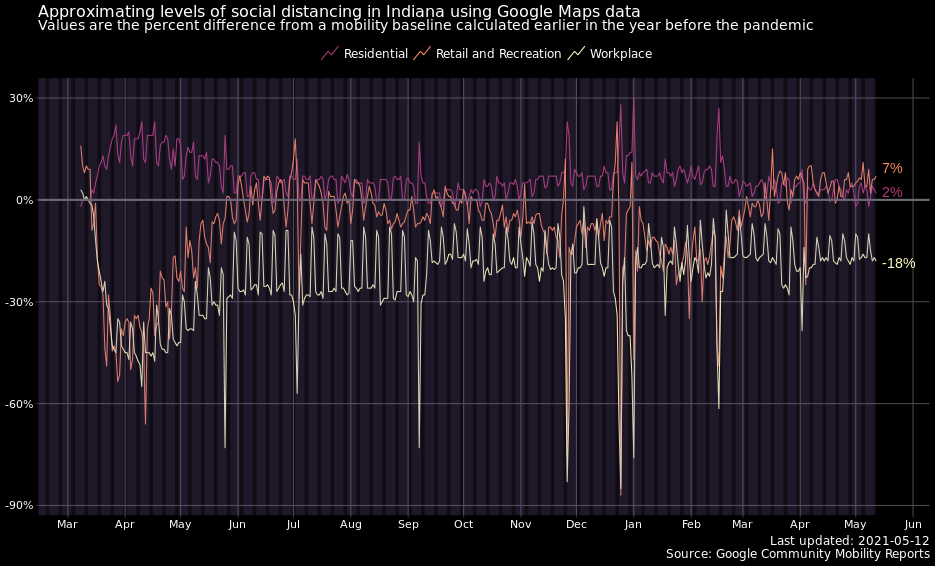 Approximating levels of social distancing in Indiana using Google Maps data
Values are the percent difference from a mobility baseline calculated earlier in the year before the pandemic
Residential Retail and Recreation Workplace
30%
0%
-30%
-60%
-90%
7%
2%
-18%
Mar Apr May Jun Jul Aug Sep Oct Nov Dec Jan Feb Mar Apr May Jun
Last updated: 2021-05-12
Source: Google Community Mobility Reports